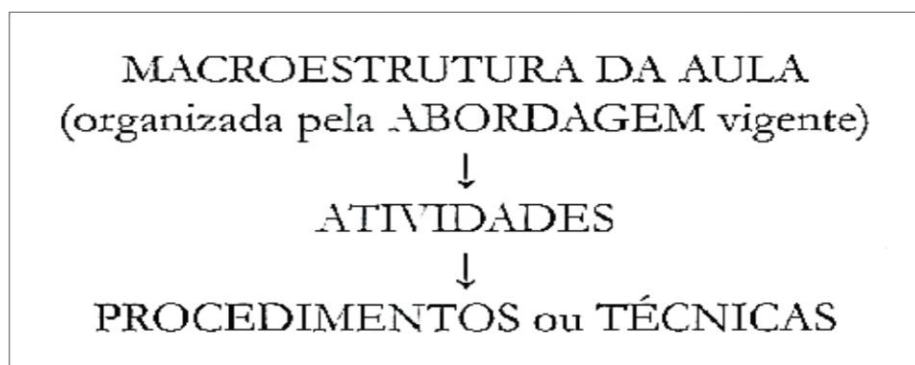 MACROESTRUTURA DA AULA
(organizada pela ABORDAGEM vigente)
↓
ATIVIDADES
↓
PROCEDIMENTOS ou TÉCNICAS